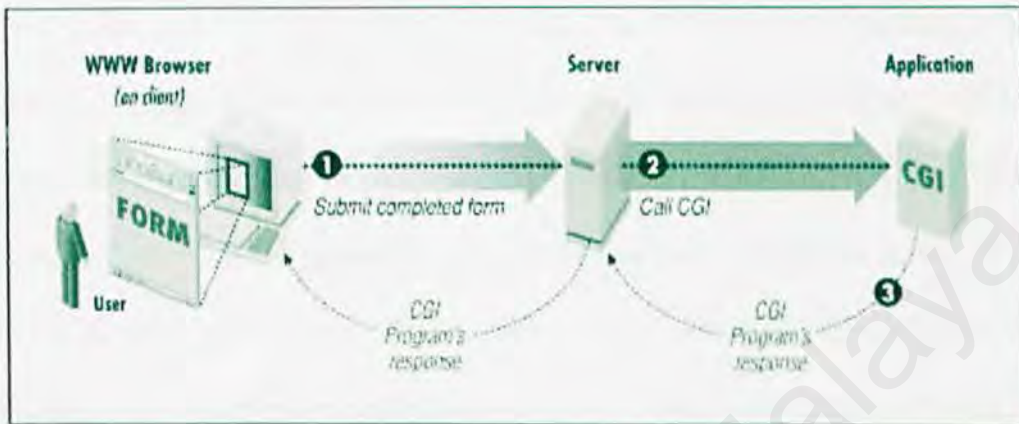 WWW Browser
(on client)
Server
Application
FORM
User
1
Submit completed form
2
Call CGI
CGI
3
CGI
Program's
response
CGI
Program's
response
alaya